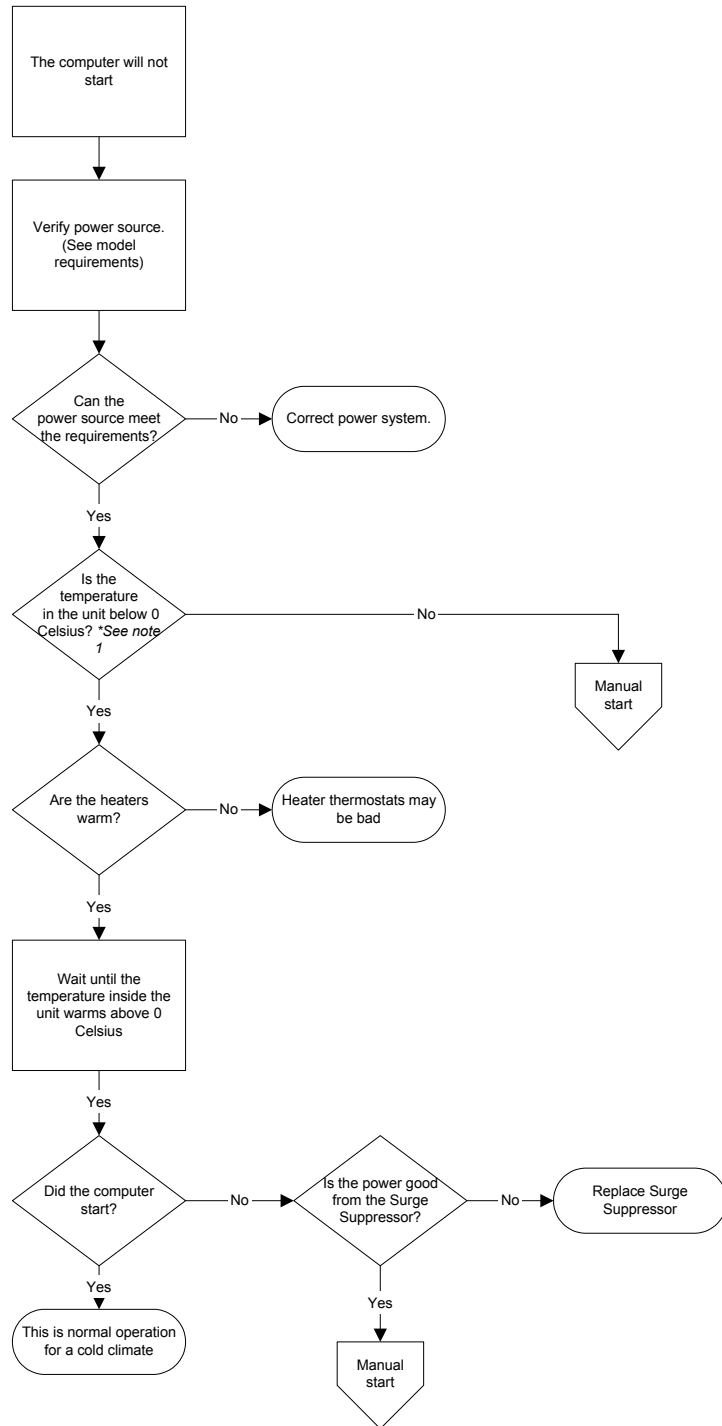 The computer will not
start
Verify power source.
(See model
requirements)
Can the
power source meet
the requirements?
No
Correct power system.
Yes
Is the
temperature
in the unit below 0
Celsius? *See note
1
No
Manual
start
Yes
Are the heaters
warm?
No
Heater thermostats may
be bad
Yes
Wait until the
temperature inside the
unit warms above 0
Celsius
Yes
Did the computer
start?
No
Is the power good
from the Surge
Suppressor?
No
Replace Surge
Suppressor
Yes
This is normal operation
for a cold climate
Yes
Manual
start